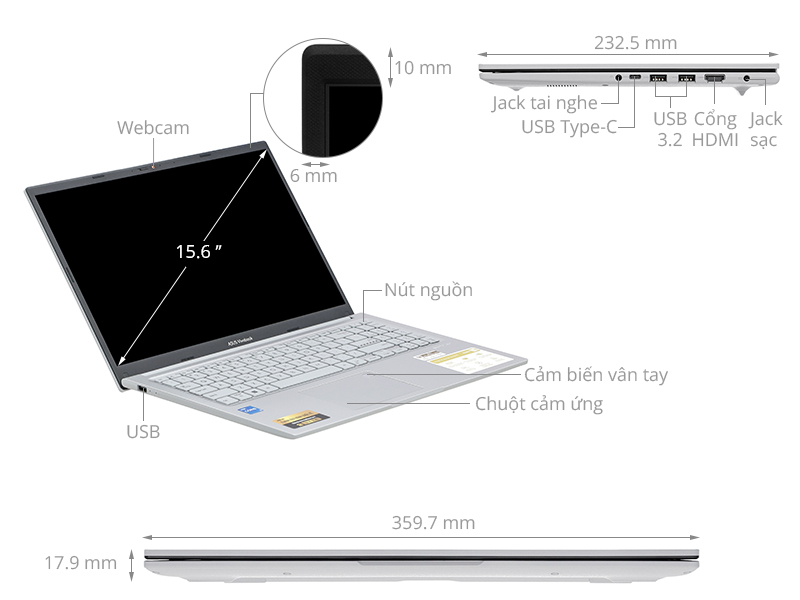 232.5 mm
10 mm
Jack tai nghe
USB Type-C
USB 3.2
Cổng HDMI
Jack sạc
Webcam
6 mm
15.6 ”
Nút nguồn
ASUS Vivobook
Cảm biến vân tay
Chuột cảm ứng
USB
359.7 mm
17.9 mm